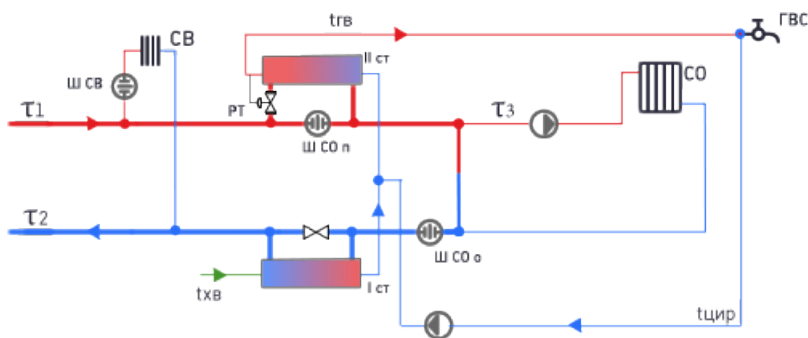 tгв
ГВС
СВ
II ст
Ш СВ
СО
τ1
РТ
τ3
Ш СО п
τ2
Ш СО о
tхв
I ст
tцир